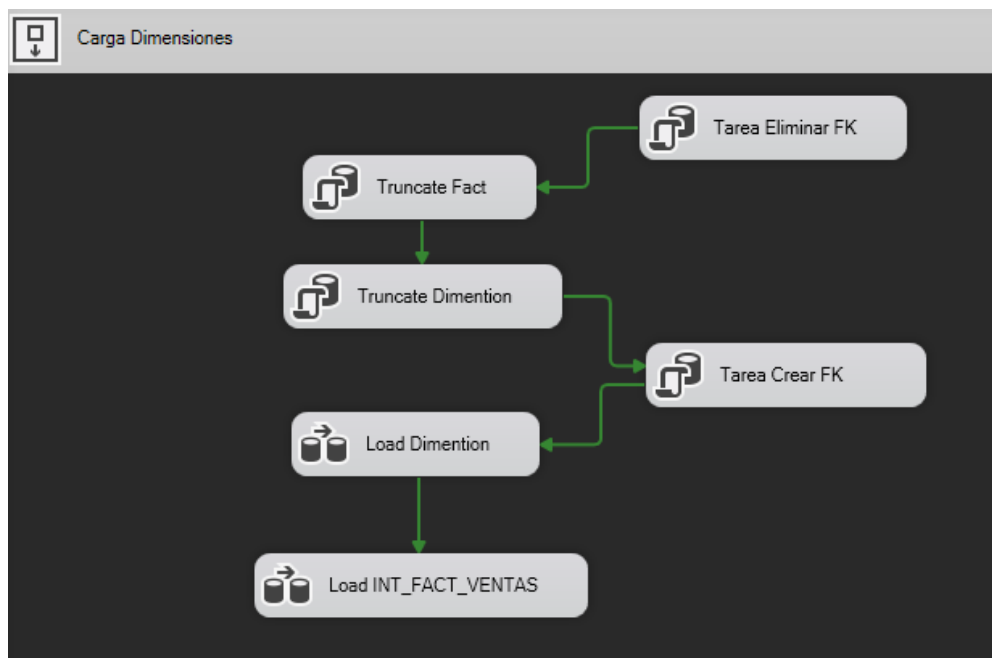 Carga Dimensiones
Tarea Eliminar FK
Truncate Fact
Truncate Dimention
Tarea Crear FK
Load Dimention
Load INT_FACT_VENTAS